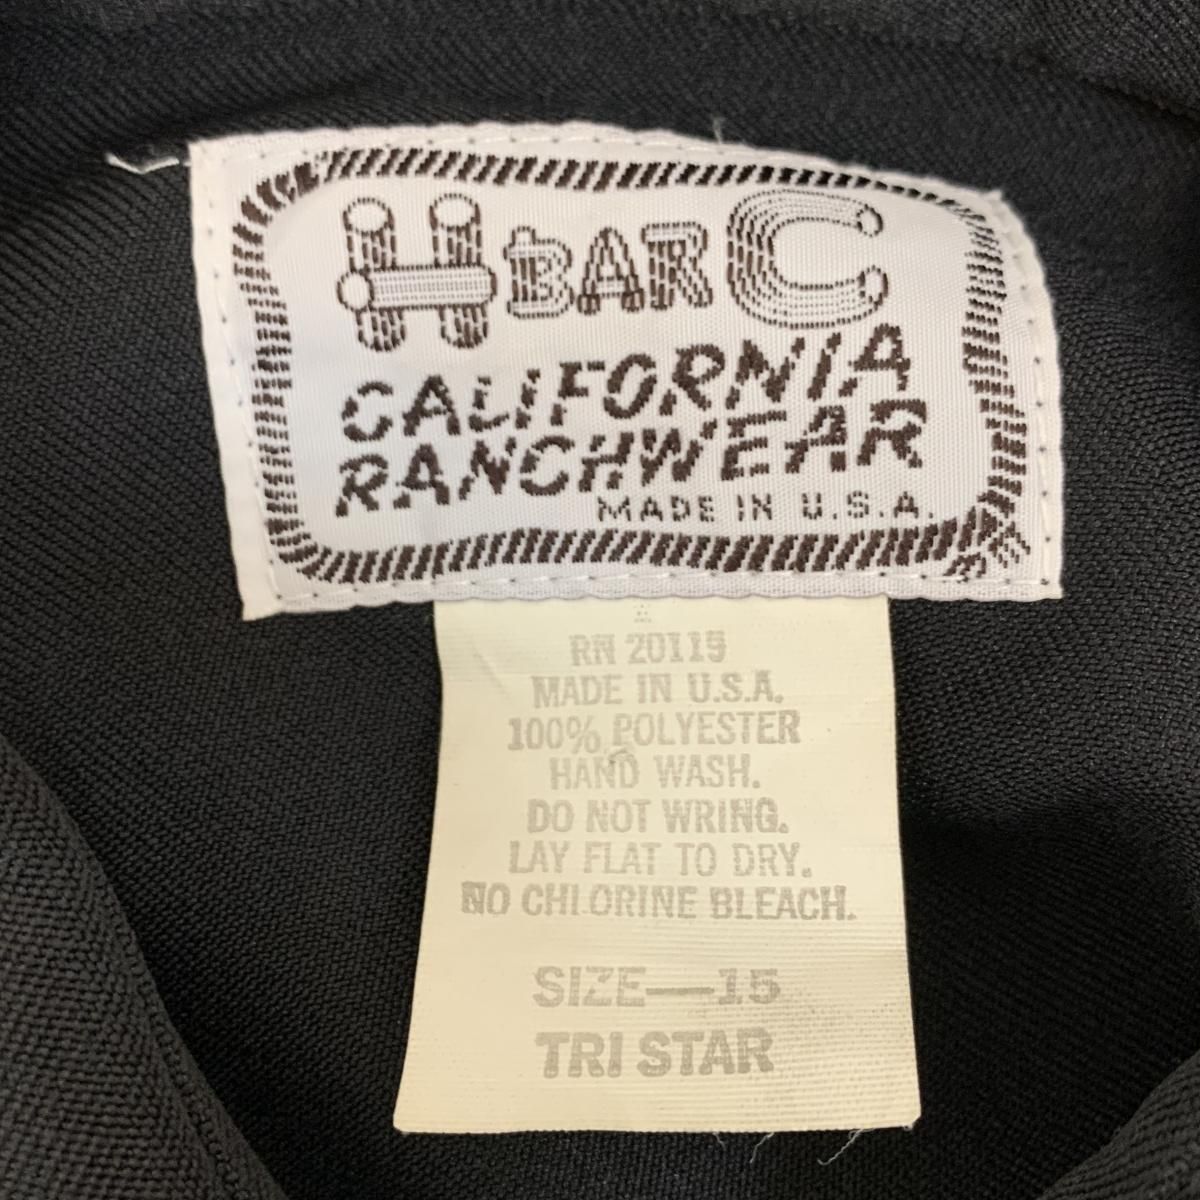 H BAR C
CALIFORNIA
RANCHWEAR
MADE IN U.S.A.
RN 20115
MADE IN U.S.A.
100% POLYESTER
HAND WASH.
DO NOT WRING.
LAY FLAT TO DRY.
NO CHLORINE BLEACH.
SIZE—15
TRI STAR